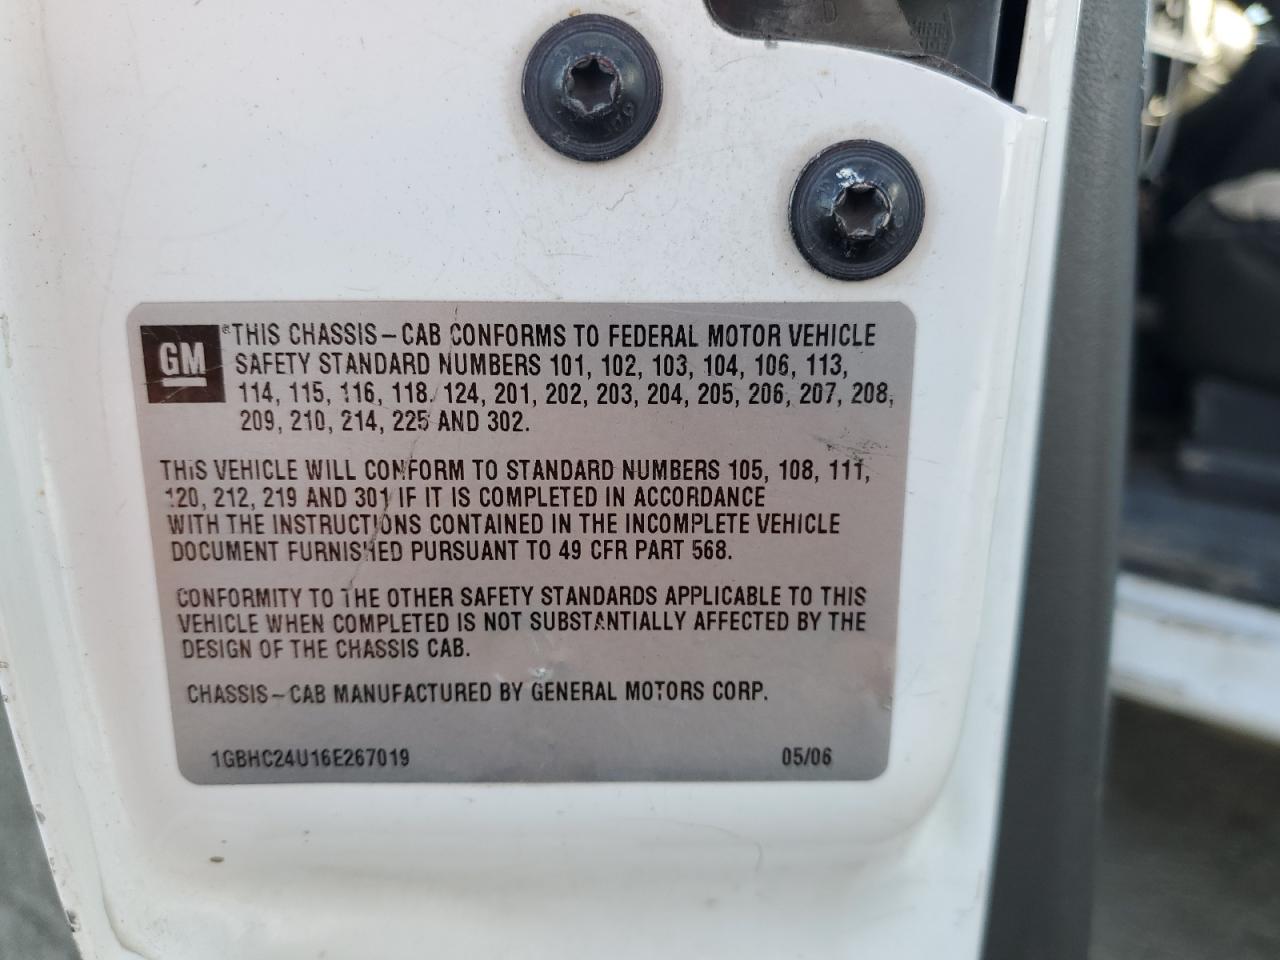 GM
® THIS CHASSIS-CAB CONFORMS TO FEDERAL MOTOR VEHICLE
SAFETY STANDARD NUMBERS 101, 102, 103, 104, 106, 113,
114, 115, 116, 118, 124, 201, 202, 203, 204, 205, 206, 207, 208,
209, 210, 214, 225 AND 302.
THIS VEHICLE WILL CONFORM TO STANDARD NUMBERS 105, 108, 111,
120, 212, 219 AND 301 IF IT IS COMPLETED IN ACCORDANCE
WITH THE INSTRUCTIONS CONTAINED IN THE INCOMPLETE VEHICLE
DOCUMENT FURNISHED PURSUANT TO 49 CFR PART 568.
CONFORMITY TO THE OTHER SAFETY STANDARDS APPLICABLE TO THIS
VEHICLE WHEN COMPLETED IS NOT SUBSTANTIALLY AFFECTED BY THE
DESIGN OF THE CHASSIS CAB.
CHASSIS-CAB MANUFACTURED BY GENERAL MOTORS CORP.
1GBHC24U16E267019 05/06